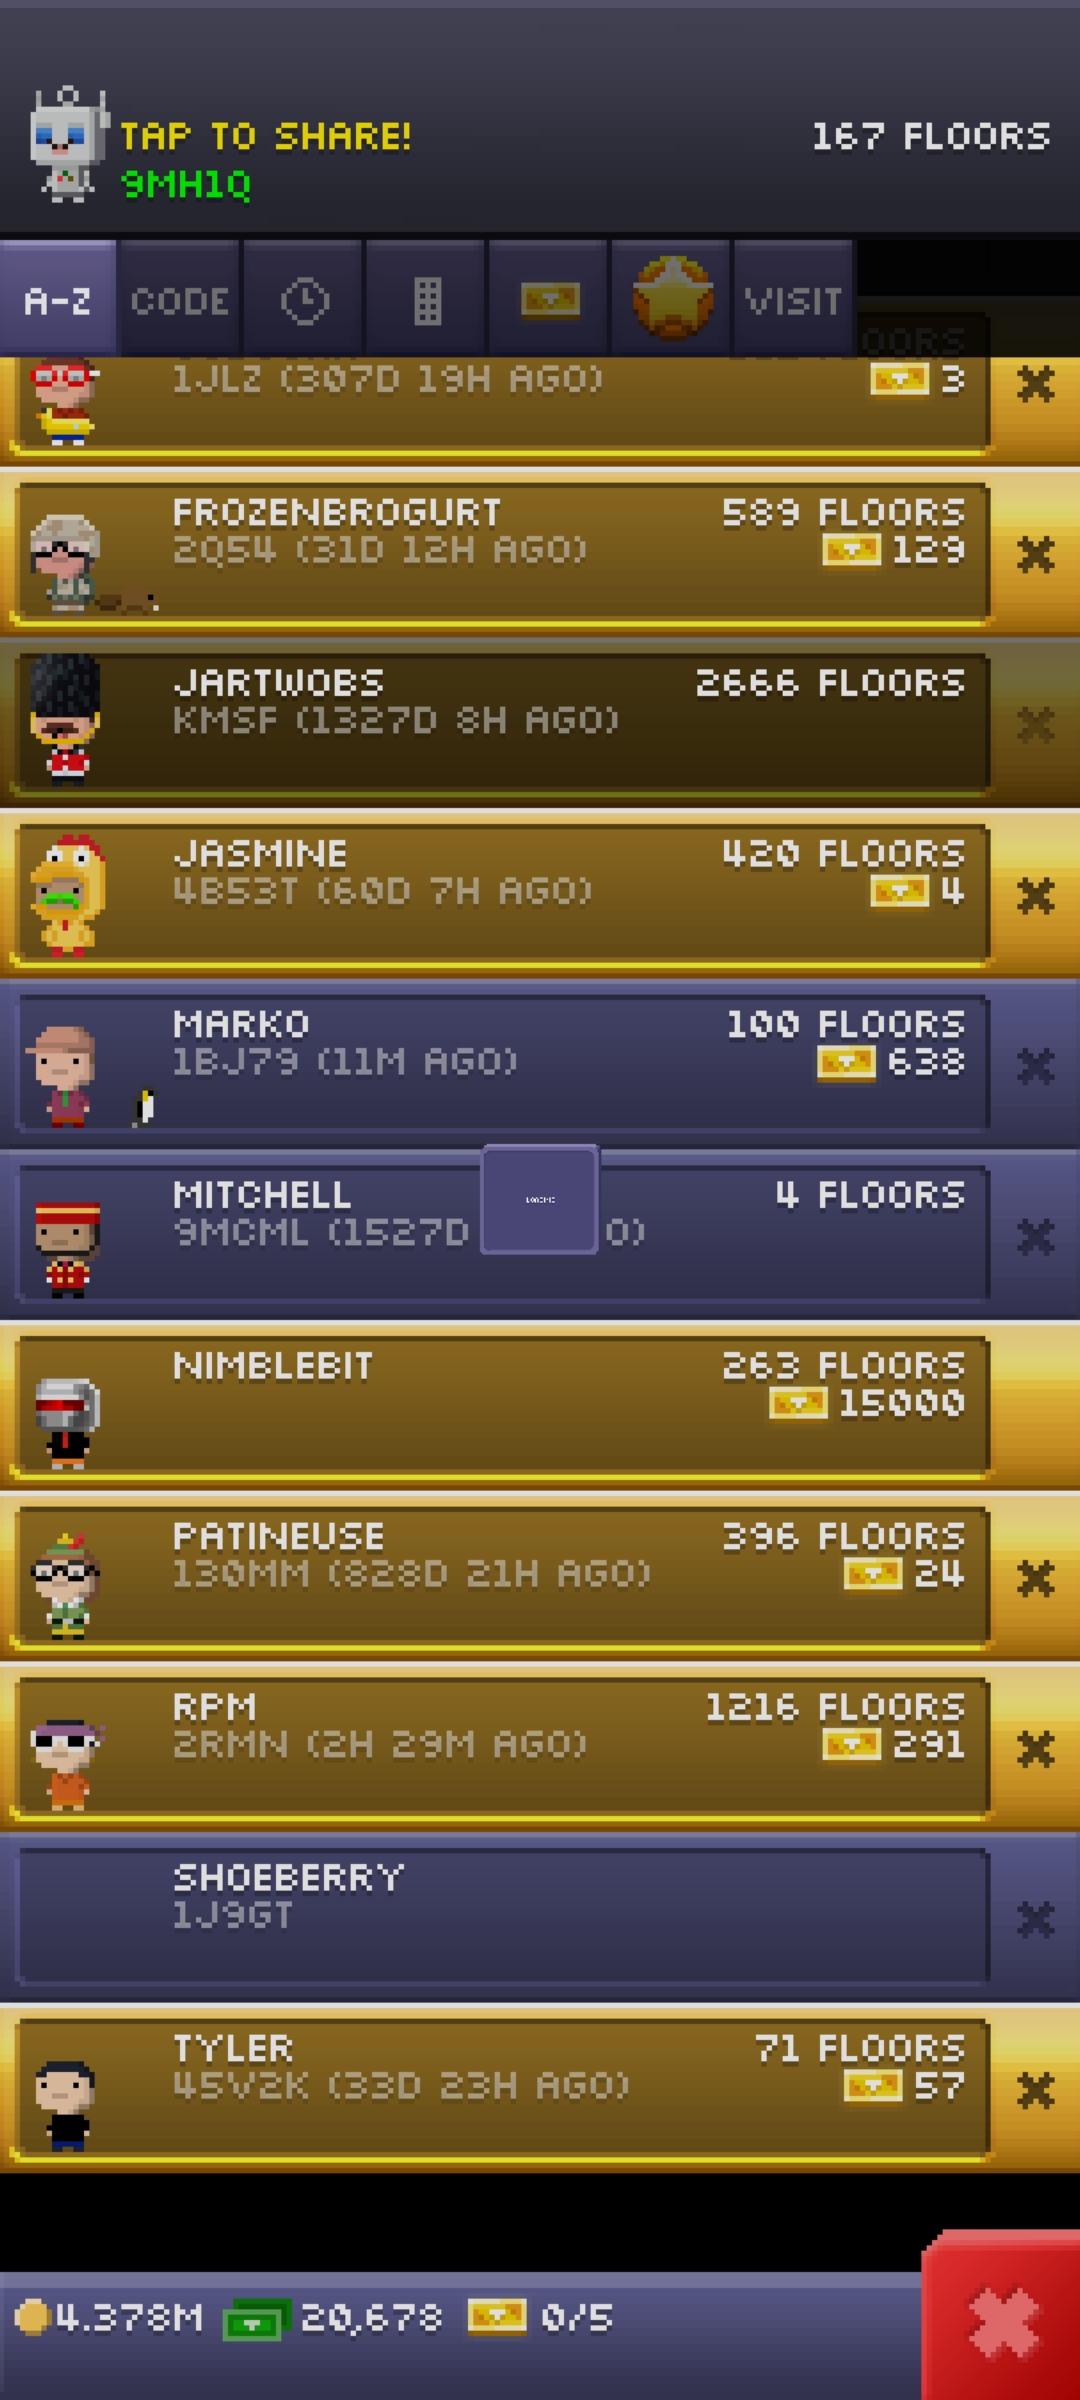 TAP TO SHARE!
167 FLOORS
9MH1Q
A-Z CODE VISIT
OORS
1JLZ (307D 19H AGO) 3
FROZENBROGURT 589 FLOORS
2Q54 (31D 12H AGO) 129
JARTWOBS 2666 FLOORS
KMSF (1327D 8H AGO)
JASMINE 420 FLOORS
4B53T (60D 7H AGO) 4
MARKO 100 FLOORS
1BJ79 (11M AGO) 638
MITCHELL 4 FLOORS
9MCML (1527D O)
LOADING
NIMBLEBIT 263 FLOORS
15000
PATINEUSE 396 FLOORS
130MM (828D 21H AGO) 24
RPM 1216 FLOORS
2RMN (2H 29M AGO) 291
SHOEBERRY
1J9GT
TYLER 71 FLOORS
45V2K (33D 23H AGO) 57
4.378M 20,678 0/5